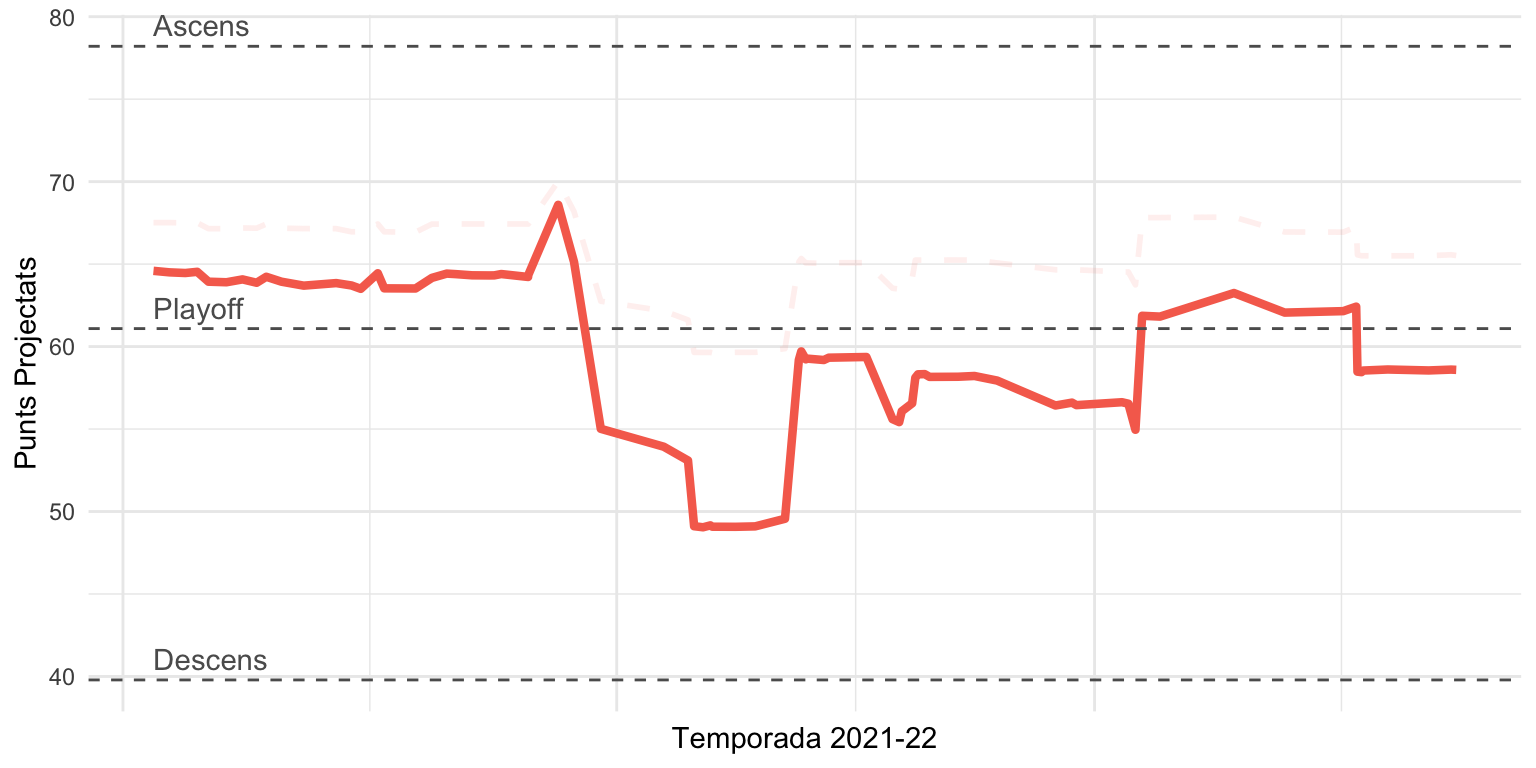 80
Ascens
70
Playoff
60
50
Descens
40
Punts Projectats
Temporada 2021-22